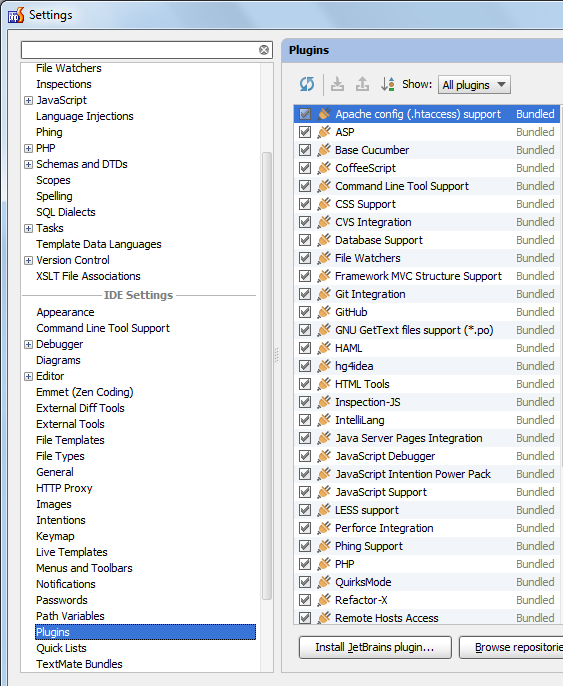 Settings
File Watchers
Inspections
JavaScript
Language Injections
Phing
PHP
Schemas and DTDs
Scopes
Spelling
SQL Dialects
Tasks
Template Data Languages
Version Control
XSLT File Associations
IDE Settings
Appearance
Command Line Tool Support
Debugger
Diagrams
Editor
Emmet (Zen Coding)
External Diff Tools
External Tools
File Templates
File Types
General
HTTP Proxy
Images
Intentions
Keymap
Live Templates
Menus and Toolbars
Notifications
Passwords
Path Variables
Plugins
Quick Lists
TextMate Bundles
Plugins
Show: All plugins
Apache config (.htaccess) support Bundled
ASP Bundled
Base Cucumber Bundled
CoffeeScript Bundled
Command Line Tool Support Bundled
CSS Support Bundled
CVS Integration Bundled
Database Support Bundled
File Watchers Bundled
Framework MVC Structure Support Bundled
Git Integration Bundled
GitHub Bundled
GNU GetText files support (*.po) Bundled
HAML Bundled
hg4idea Bundled
HTML Tools Bundled
Inspection-JS Bundled
IntelliLang Bundled
Java Server Pages Integration Bundled
JavaScript Debugger Bundled
JavaScript Intention Power Pack Bundled
JavaScript Support Bundled
LESS support Bundled
Perforce Integration Bundled
Phing Support Bundled
PHP Bundled
QuirksMode Bundled
Refactor-X Bundled
Remote Hosts Access Bundled
Install JetBrains plugin... Browse repositorie